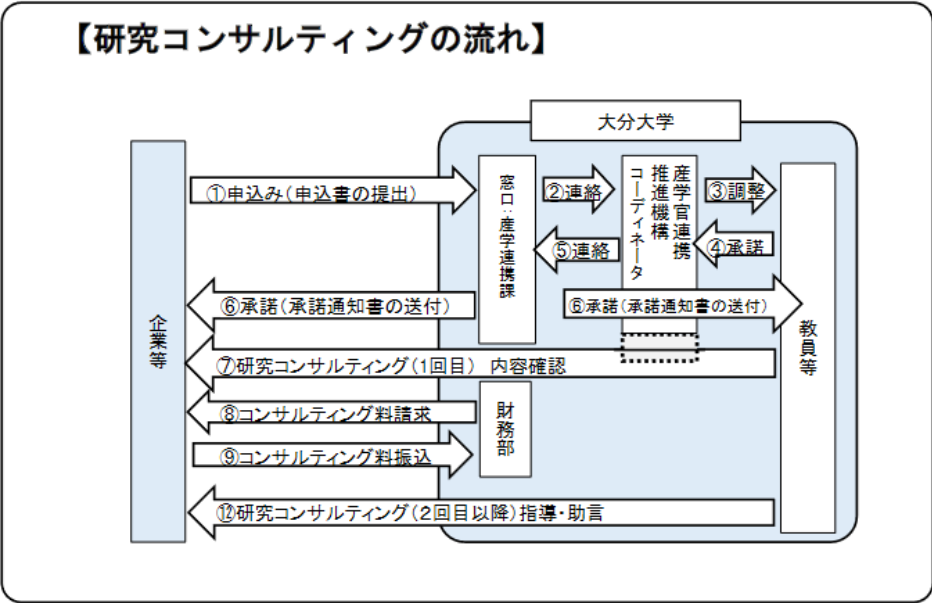 【研究コンサルティングの流れ】
大分大学
企業等
①申込み(申込書の提出)
窓口:産学連携課
②連絡
産学官連携
推進機構
コーディネータ
③調整
④承諾
⑤連絡
⑥承諾(承諾通知書の送付)
⑥承諾(承諾通知書の送付)
教員等
⑦研究コンサルティング(1回目) 内容確認
⑧コンサルティング料請求
財務部
⑨コンサルティング料振込
⑫研究コンサルティング(2回目以降)指導・助言